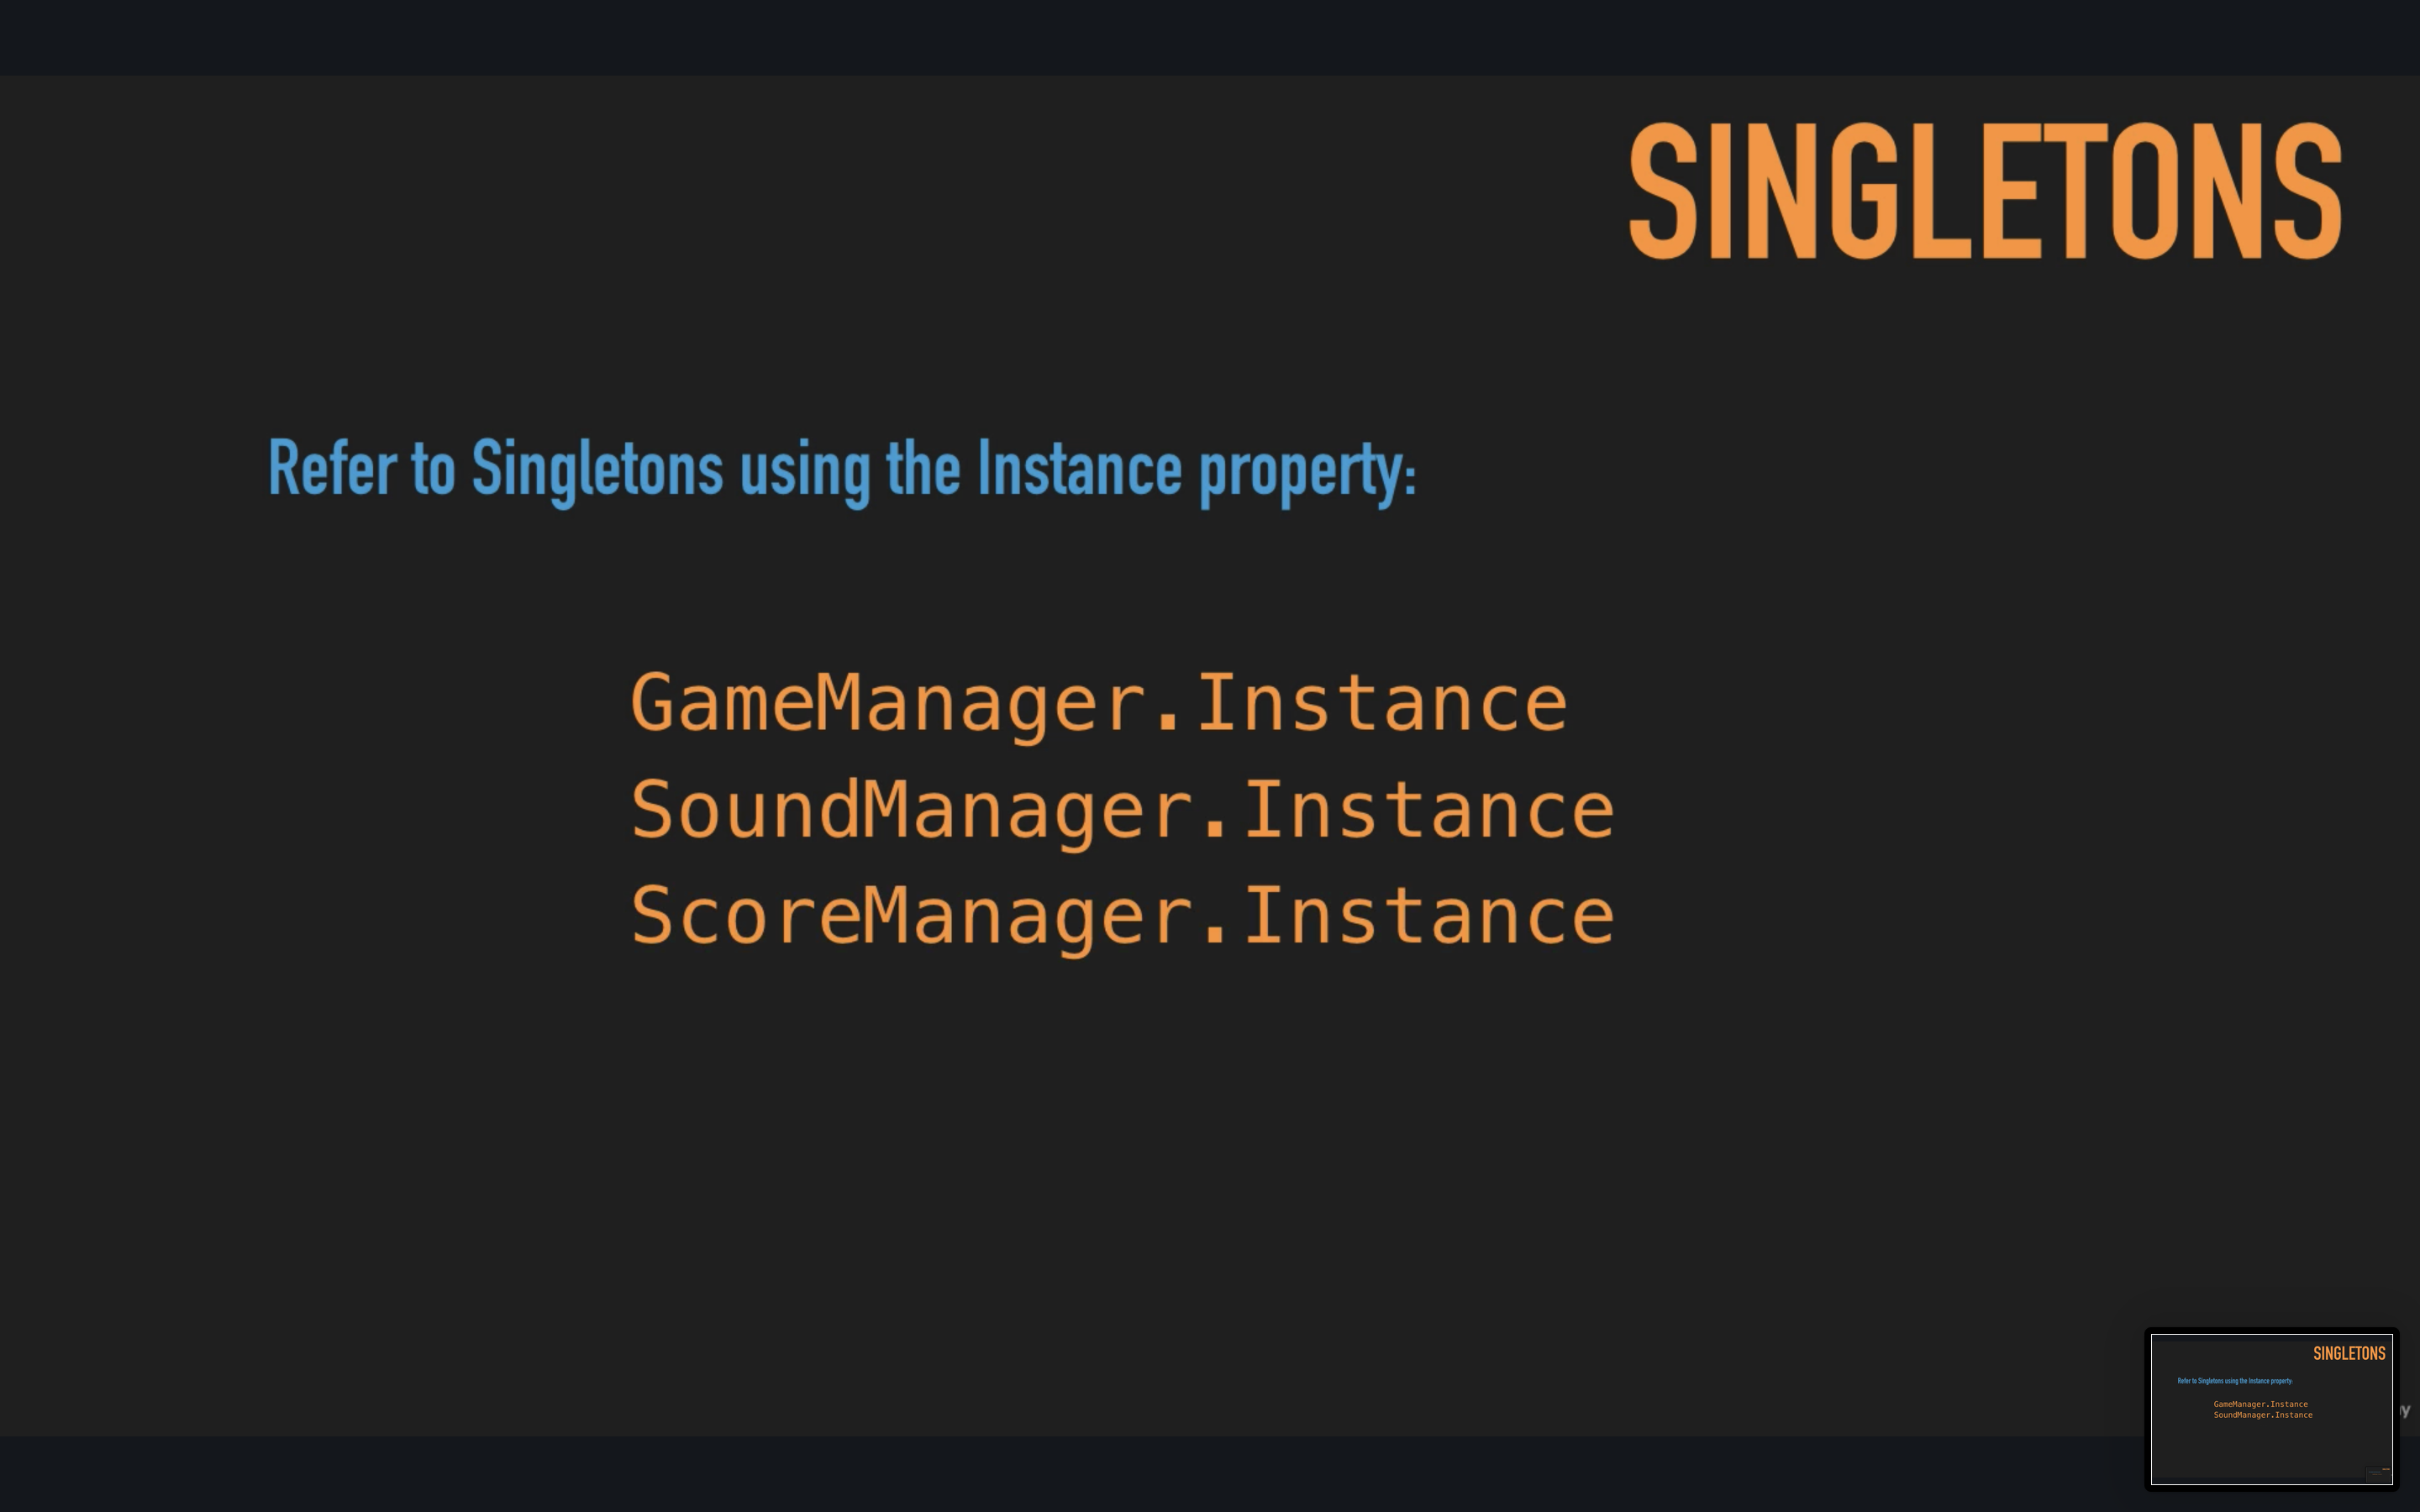 SINGLETONS
Refer to Singletons using the Instance property:
GameManager.Instance
SoundManager.Instance
ScoreManager.Instance
SINGLETONS
Refer to Singletons using the Instance property:
GameManager.Instance
SoundManager.Instance